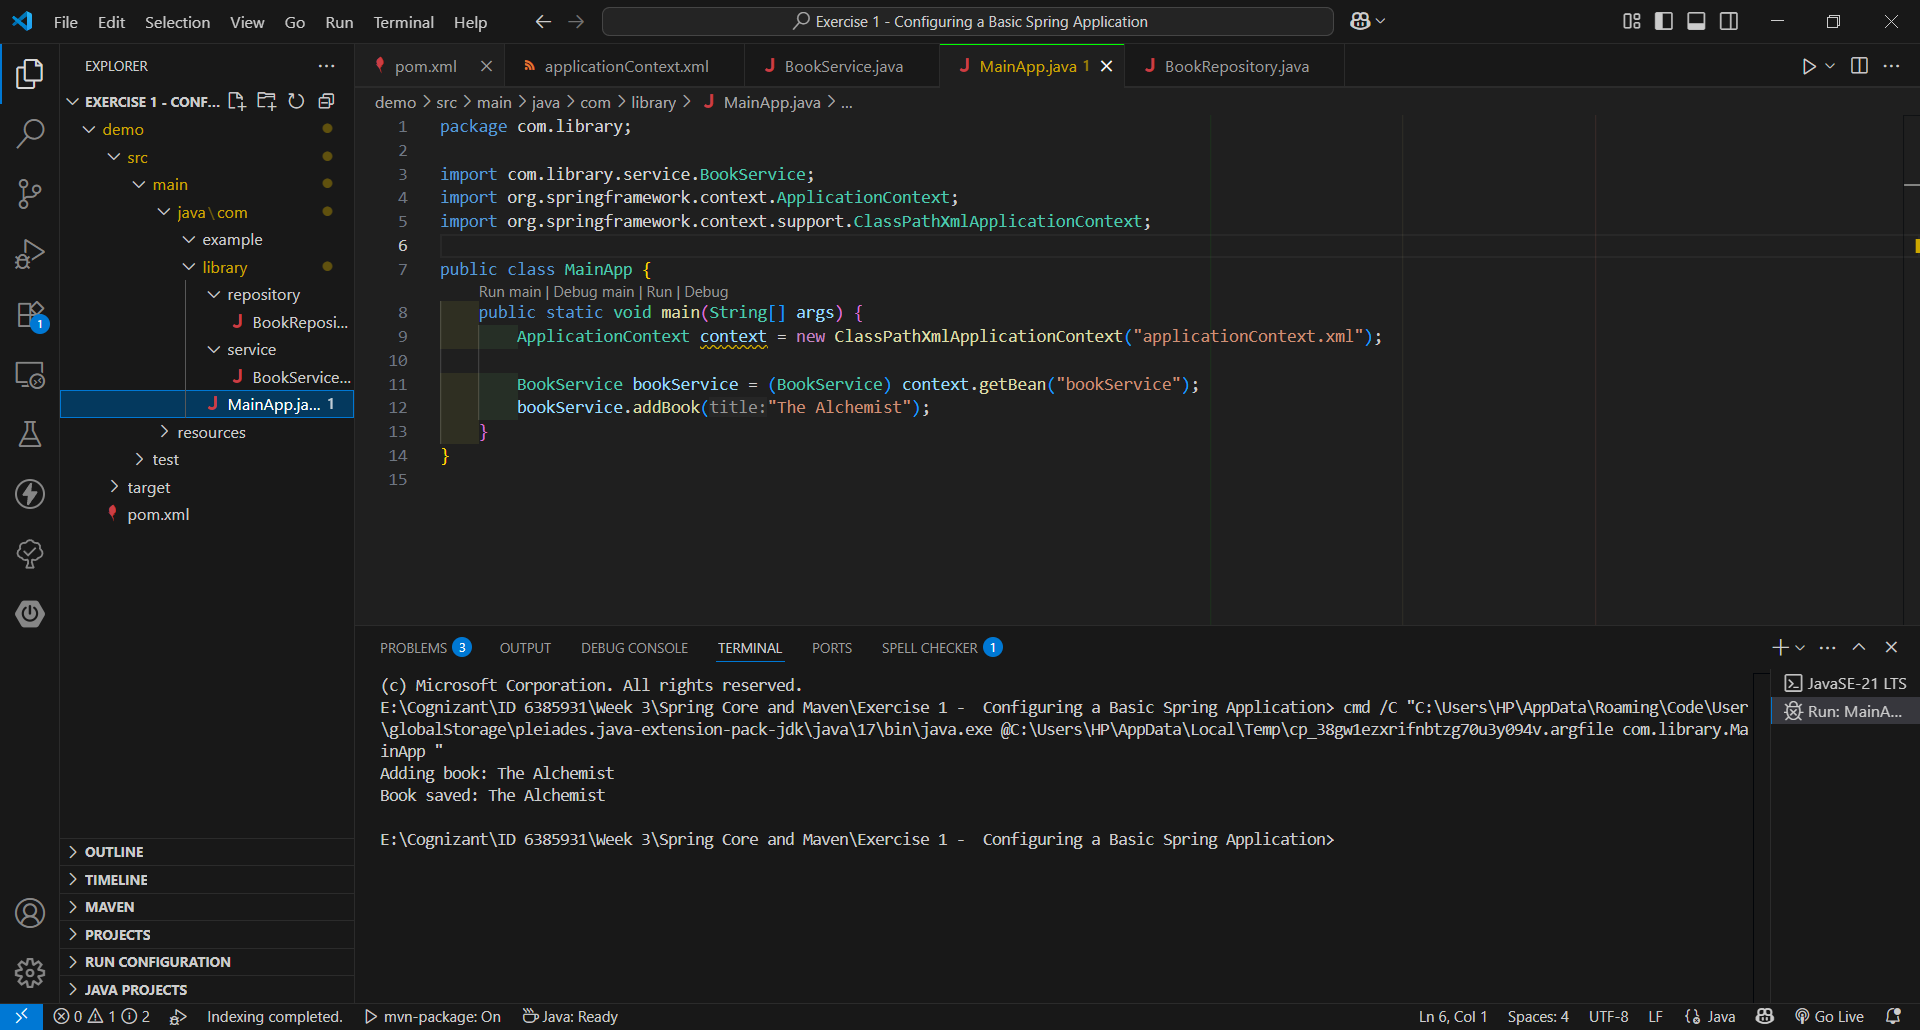 File Edit Selection View Go Run Terminal Help
Exercise 1 - Configuring a Basic Spring Application
EXPLORER
EXERCISE 1 - CONF...
demo
src
main
java\com
example
library
repository
BookReposi...
service
BookService...
MainApp.ja... 1
resources
test
target
pom.xml
OUTLINE
TIMELINE
MAVEN
PROJECTS
RUN CONFIGURATION
JAVA PROJECTS
1
pom.xml applicationContext.xml BookService.java MainApp.java 1 BookRepository.java
demo > src > main > java > com > library > MainApp.java > ...
1 package com.library;
2
3 import com.library.service.BookService;
4 import org.springframework.context.ApplicationContext;
5 import org.springframework.context.support.ClassPathXmlApplicationContext;
6
7 public class MainApp {
Run main | Debug main | Run | Debug
8 public static void main(String[] args) {
9 ApplicationContext context = new ClassPathXmlApplicationContext("applicationContext.xml");
10
11 BookService bookService = (BookService) context.getBean("bookService");
12 bookService.addBook(title:"The Alchemist");
13 }
14 }
15
PROBLEMS 3 OUTPUT DEBUG CONSOLE TERMINAL PORTS SPELL CHECKER 1
(c) Microsoft Corporation. All rights reserved.
E:\Cognizant\ID 6385931\Week 3\Spring Core and Maven\Exercise 1 -  Configuring a Basic Spring Application> cmd /C "C:\Users\HP\AppData\Roaming\Code\User
\globalStorage\pleiades.java-extension-pack-jdk\java\17\bin\java.exe @C:\Users\HP\AppData\Local\Temp\cp_38gw1ezxrifnbtzg70u3y094v.argfile com.library.Ma
inApp "
Adding book: The Alchemist
Book saved: The Alchemist
E:\Cognizant\ID 6385931\Week 3\Spring Core and Maven\Exercise 1 -  Configuring a Basic Spring Application>
JavaSE-21 LTS
Run: MainA...
0 1 2 Indexing completed. mvn-package: On Java: Ready Ln 6, Col 1 Spaces: 4 UTF-8 LF Java Go Live